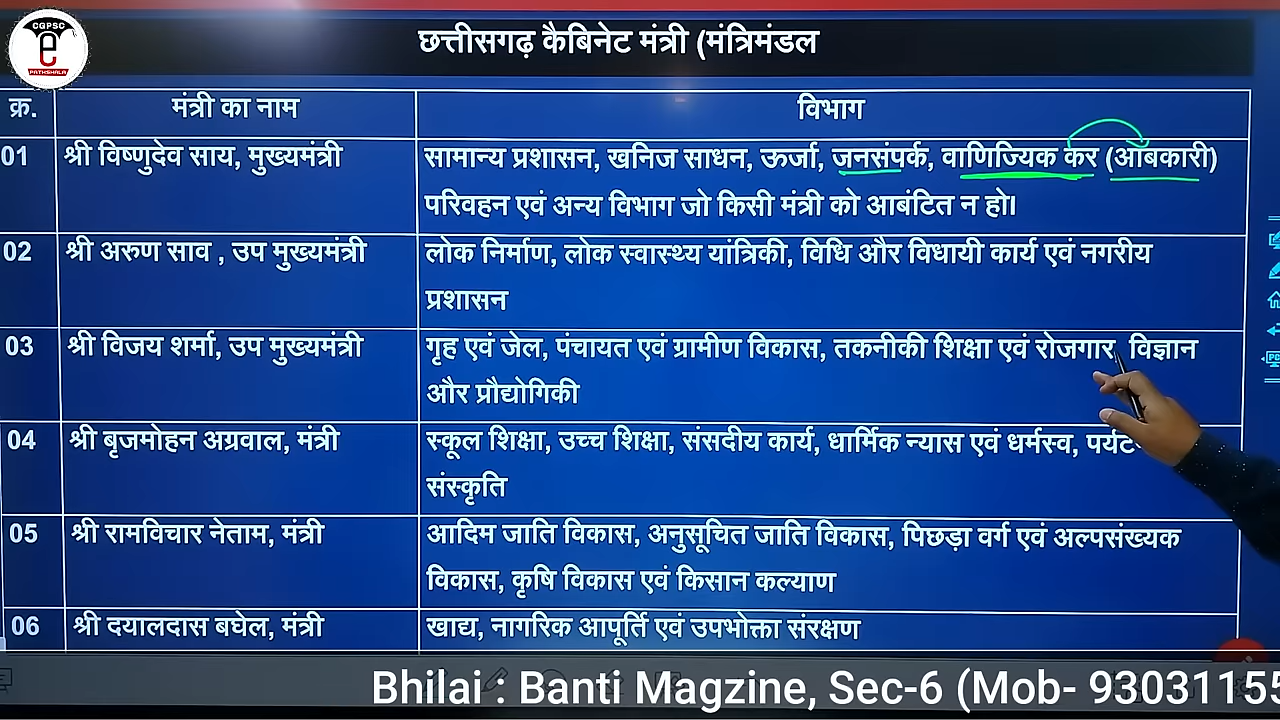 CGPSC
e
PATHSHALA
छत्तीसगढ़ कैबिनेट मंत्री (मंत्रिमंडल
क्र. मंत्री का नाम विभाग
01 श्री विष्णुदेव साय, मुख्यमंत्री सामान्य प्रशासन, खनिज साधन, ऊर्जा, जनसंपर्क, वाणिज्यिक कर (आबकारी)
परिवहन एवं अन्य विभाग जो किसी मंत्री को आबंटित न हो।
02 श्री अरूण साव , उप मुख्यमंत्री लोक निर्माण, लोक स्वास्थ्य यांत्रिकी, विधि और विधायी कार्य एवं नगरीय
प्रशासन
03 श्री विजय शर्मा, उप मुख्यमंत्री गृह एवं जेल, पंचायत एवं ग्रामीण विकास, तकनीकी शिक्षा एवं रोजगार, विज्ञान
और प्रौद्योगिकी
04 श्री बृजमोहन अग्रवाल, मंत्री स्कूल शिक्षा, उच्च शिक्षा, संसदीय कार्य, धार्मिक न्यास एवं धर्मस्व,
संस्कृति
05 श्री रामविचार नेताम, मंत्री आदिम जाति विकास, अनुसूचित जाति विकास, पिछड़ा वर्ग एवं अल्पसंख्यक
विकास, कृषि विकास एवं किसान कल्याण
06 श्री दयालदास बघेल, मंत्री खाद्य, नागरिक आपूर्ति एवं उपभोक्ता संरक्षण
Bhilai : Banti Magzine, Sec-6 (Mob- 9303115